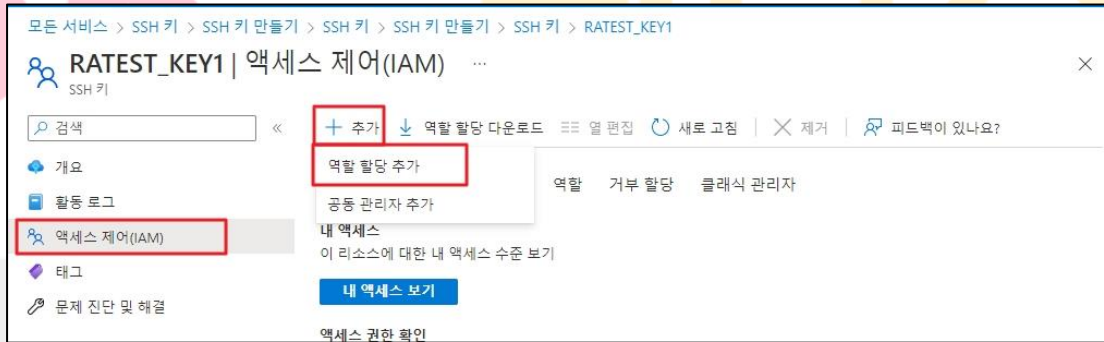 모든 서비스 > SSH 키 > SSH 키 만들기 > SSH 키 > SSH 키 만들기 > SSH 키 > RATEST_KEY1
RATEST_KEY1 | 액세스 제어(IAM) ...
SSH 키
검색 «
+ 추가 역할 할당 다운로드 열 편집 새로 고침 제거 피드백이 있나요?
개요
활동 로그
액세스 제어(IAM)
태그
문제 진단 및 해결
역할 할당 추가
공동 관리자 추가
역할 거부 할당 클래식 관리자
내 액세스
이 리소스에 대한 내 액세스 수준 보기
내 액세스 보기
액세스 권한 확인